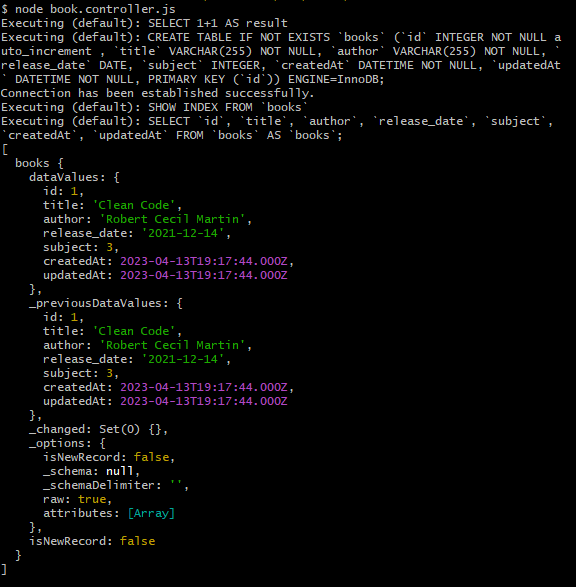 $ node book.controller.js
Executing (default): SELECT 1+1 AS result
Executing (default): CREATE TABLE IF NOT EXISTS `books` (`id` INTEGER NOT NULL a
uto_increment , `title` VARCHAR(255) NOT NULL, `author` VARCHAR(255) NOT NULL, `
release_date` DATE, `subject` INTEGER, `createdAt` DATETIME NOT NULL, `updatedAt
` DATETIME NOT NULL, PRIMARY KEY (`id`)) ENGINE=InnoDB;
Connection has been established successfully.
Executing (default): SHOW INDEX FROM `books`
Executing (default): SELECT `id`, `title`, `author`, `release_date`, `subject`,
`createdAt`, `updatedAt` FROM `books` AS `books`;
[
  books {
    dataValues: {
      id: 1,
      title: 'Clean Code',
      author: 'Robert Cecil Martin',
      release_date: '2021-12-14',
      subject: 3,
      createdAt: 2023-04-13T19:17:44.000Z,
      updatedAt: 2023-04-13T19:17:44.000Z
    },
    _previousDataValues: {
      id: 1,
      title: 'Clean Code',
      author: 'Robert Cecil Martin',
      release_date: '2021-12-14',
      subject: 3,
      createdAt: 2023-04-13T19:17:44.000Z,
      updatedAt: 2023-04-13T19:17:44.000Z
    },
    _changed: Set(0) {},
    _options: {
      isNewRecord: false,
      _schema: null,
      _schemaDelimiter: '',
      raw: true,
      attributes: [Array]
    },
    isNewRecord: false
  }
]